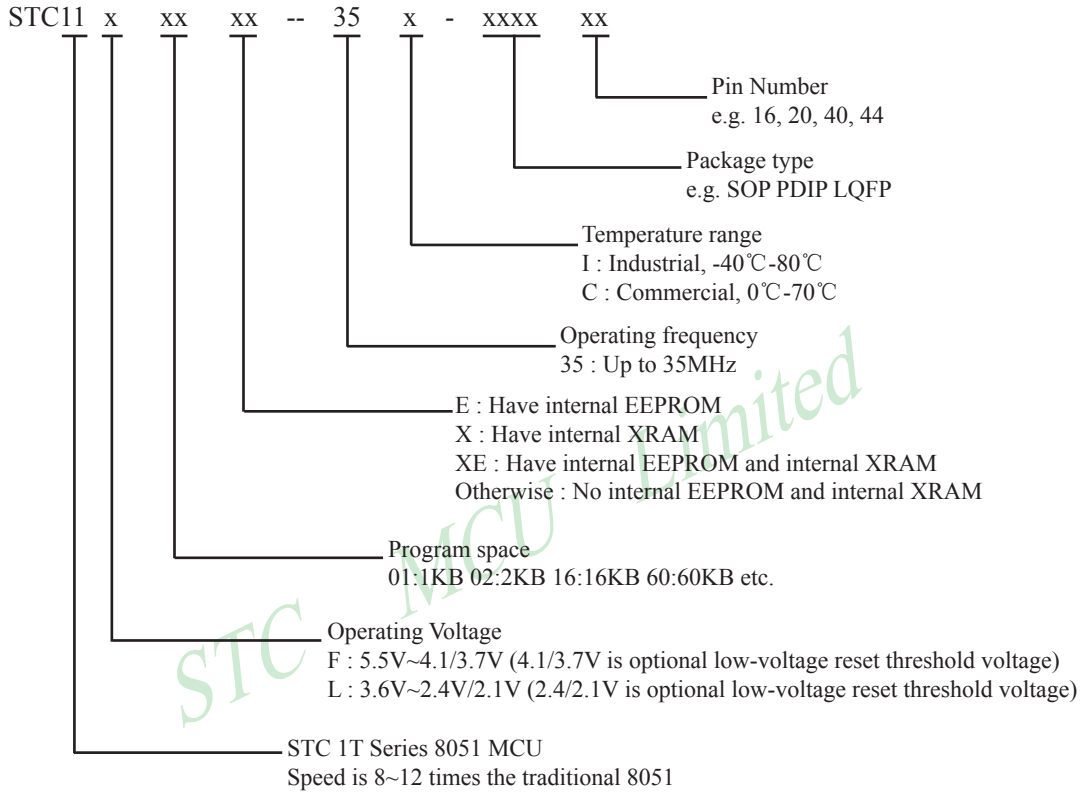 STC11 x xx xx -- 35 x - xxxx xx
Pin Number
e.g. 16, 20, 40, 44
Package type
e.g. SOP PDIP LQFP
Temperature range
I : Industrial, -40℃-80℃
C : Commercial, 0℃-70℃
Operating frequency
35 : Up to 35MHz
E : Have internal EEPROM
X : Have internal XRAM
XE : Have internal EEPROM and internal XRAM
Otherwise : No internal EEPROM and internal XRAM
Program space
01:1KB 02:2KB 16:16KB 60:60KB etc.
Operating Voltage
F : 5.5V~4.1/3.7V (4.1/3.7V is optional low-voltage reset threshold voltage)
L : 3.6V~2.4V/2.1V (2.4/2.1V is optional low-voltage reset threshold voltage)
STC 1T Series 8051 MCU
Speed is 8~12 times the traditional 8051
STC MCU Limited